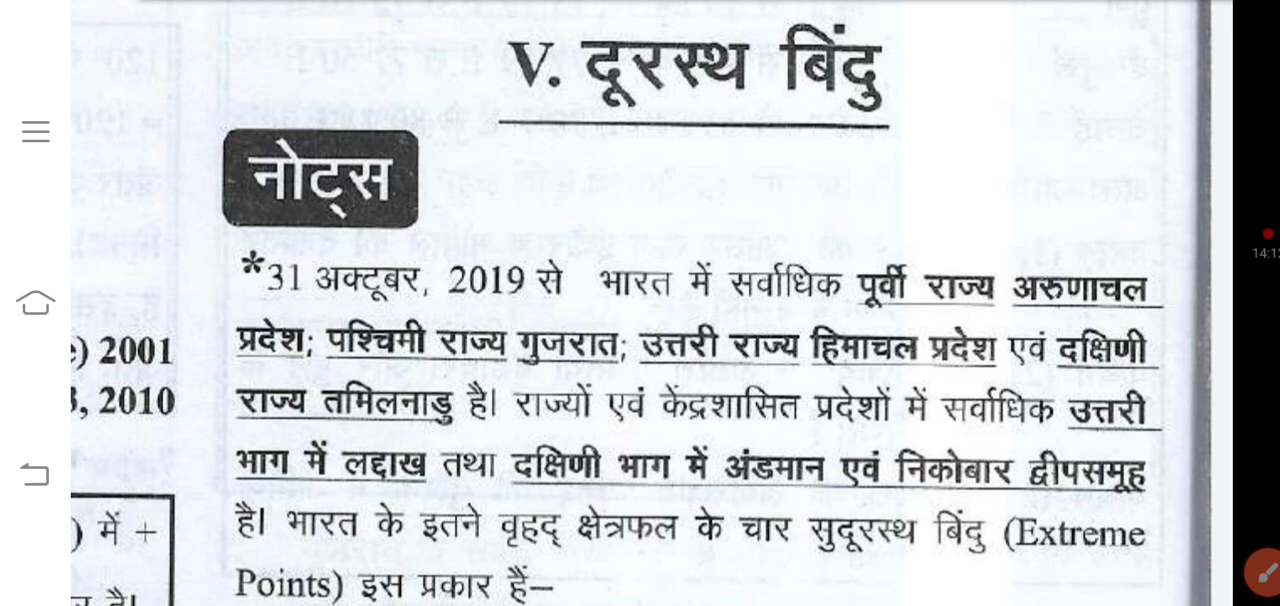 V. दूरस्थ बिंदु
नोट्स
*31 अक्टूबर, 2019 से भारत में सर्वाधिक पूर्वी राज्य अरुणाचल
प्रदेश; पश्चिमी राज्य गुजरात; उत्तरी राज्य हिमाचल प्रदेश एवं दक्षिणी
राज्य तमिलनाडु है। राज्यों एवं केंद्रशासित प्रदेशों में सर्वाधिक उत्तरी
भाग में लद्दाख तथा दक्षिणी भाग में अंडमान एवं निकोबार द्वीपसमूह
है। भारत के इतने वृहद् क्षेत्रफल के चार सुदूरस्थ बिंदु (Extreme
Points) इस प्रकार हैं–
) 2001
, 2010
) में +
है।